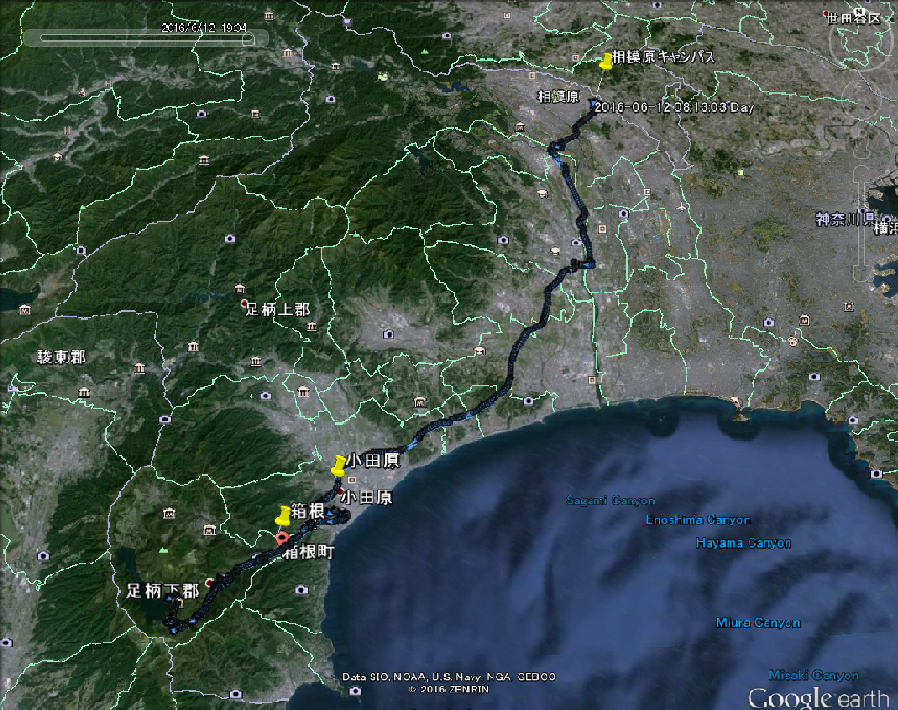 2016/6/12 19:04
世田谷区
N
相模原キャンパス
相模原
2016-06-12 08:13:03 Day
神奈川県
横浜
足柄上郡
駿東郡
小田原
小田原
箱根
箱根町
足柄下郡
Sagami Canyon
Enoshima Canyon
Hayama Canyon
Miura Canyon
Misaki Canyon
Data SIO, NOAA, U.S. Navy, NGA, GEBCO
© 2016 ZENRIN
Google earth